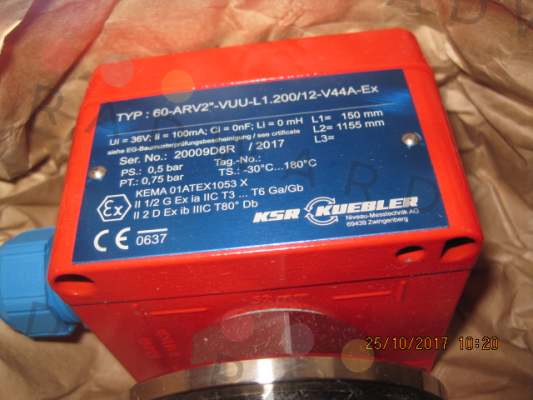 TYP : 60-ARV2"-VUU-L1.200/12-V44A-Ex
Ui = 36V; Ii = 100mA; Ci = 0nF; Li = 0 mH
siehe EG-Baumusterprüfungsbescheinigung / see certificate
L1= 150 mm
L2= 1155 mm
L3=
Ser. No.: 20009D6R / 2017
PS.: 0,5 bar
Tag.-No.:
PT.: 0,75 bar
TS.: -30°C...180°C
KEMA 01ATEX1053 X
II 1/2 G Ex ia IIC T3 ... T6 Ga/Gb
II 2 D Ex ib IIIC T80° Db
Ex
CE 0637
KSR KUEBLER
Niveau-Messtechnik AG
69439 Zwingenberg
25/10/2017 10:20